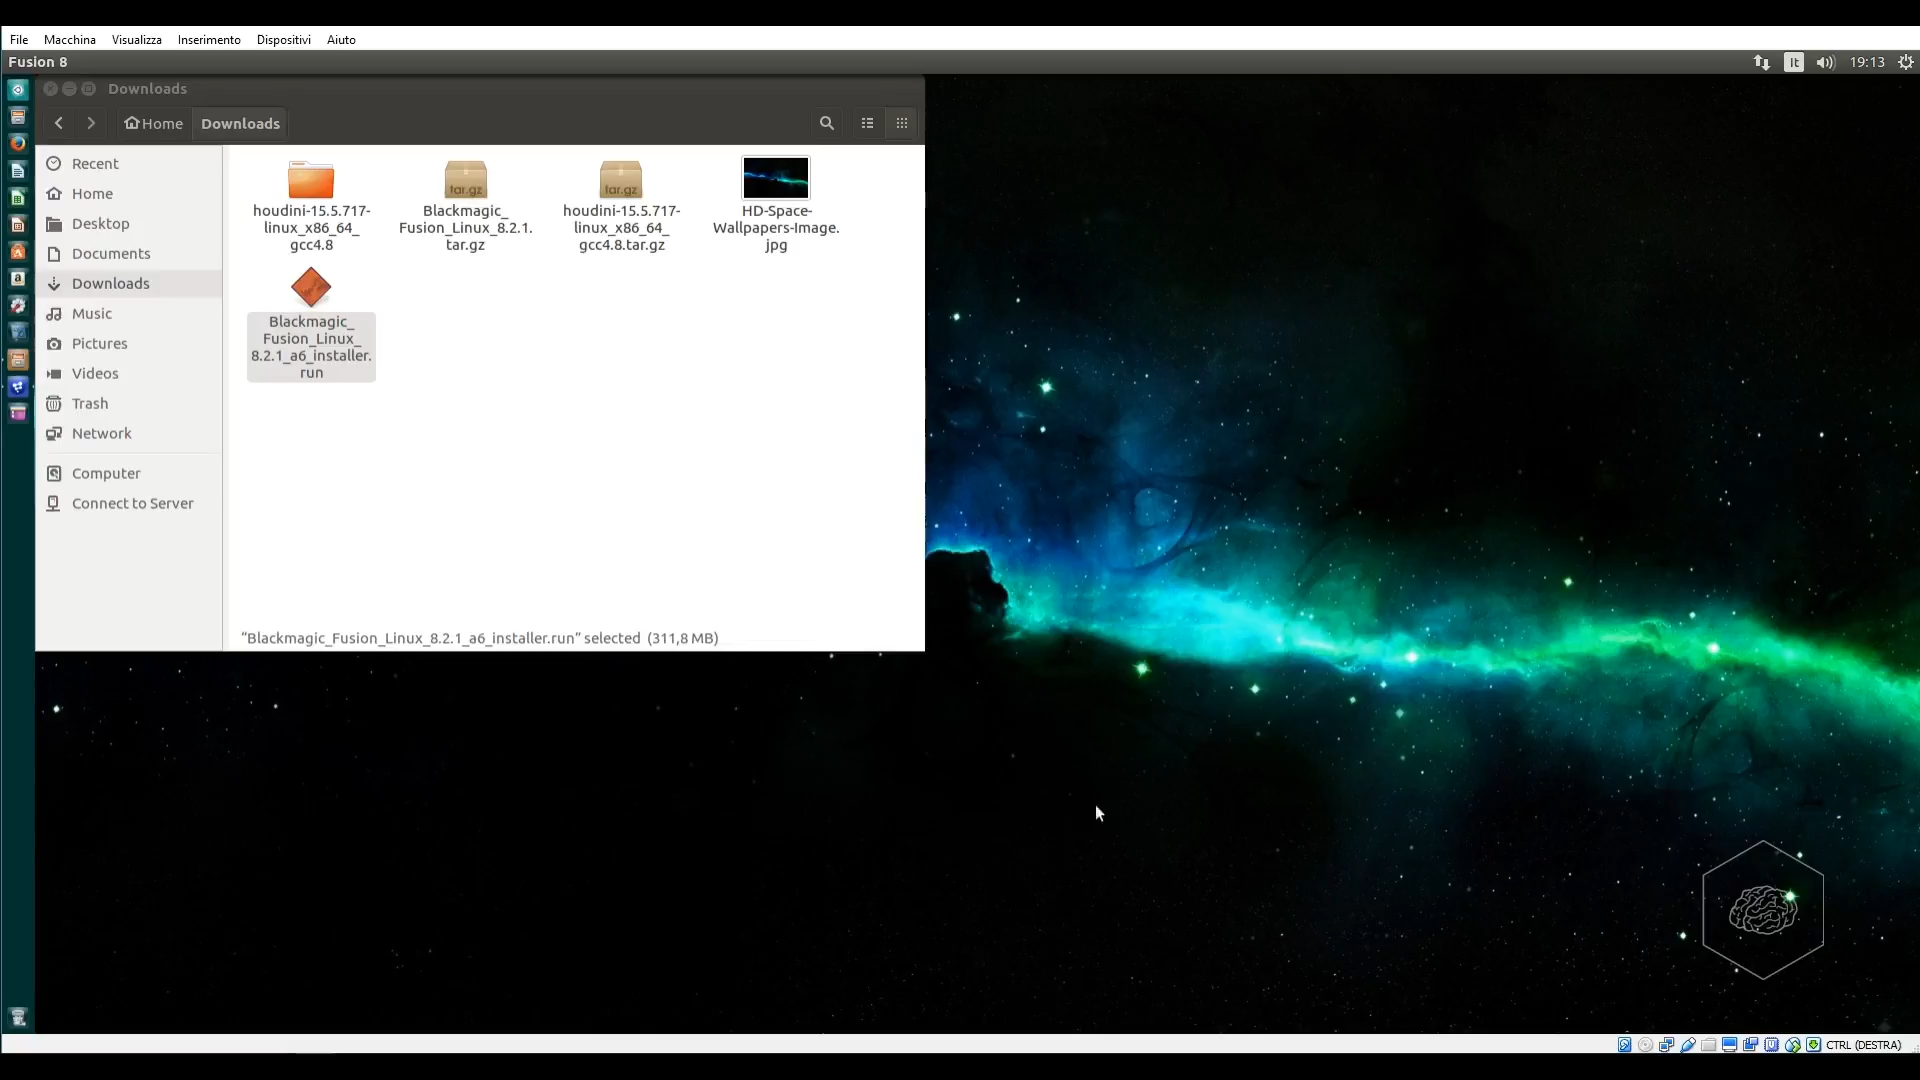 File Macchina Visualizza Inserimento Dispositivi Aiuto
Fusion 8
It
19:13
Downloads
Home
Downloads
Recent
Home
Desktop
Documents
Downloads
Music
Pictures
Videos
Trash
Network
Computer
Connect to Server
houdini-15.5.717-
linux_x86_64_
gcc4.8
tar.gz
Blackmagic_
Fusion_Linux_8.2.1.
tar.gz
tar.gz
houdini-15.5.717-
linux_x86_64_
gcc4.8.tar.gz
HD-Space-
Wallpapers-Image.
jpg
Blackmagic_
Fusion_Linux_
8.2.1_a6_installer.
run
“Blackmagic_Fusion_Linux_8.2.1_a6_installer.run” selected (311,8 MB)
CTRL (DESTRA)